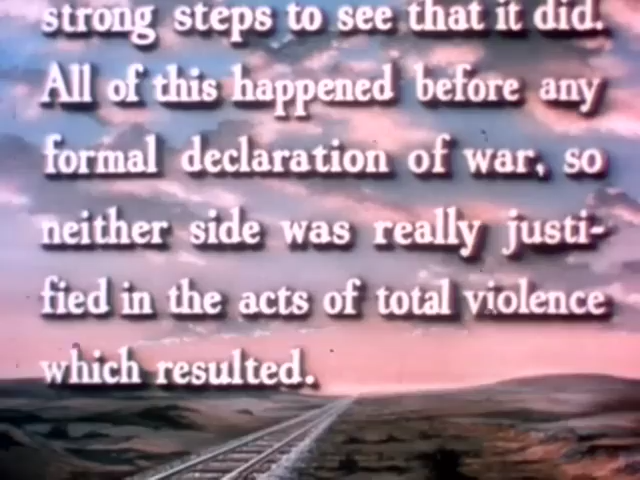 strong steps to see that it did.
All of this happened before any
formal declaration of war, so
neither side was really justi-
fied in the acts of total violence
which resulted.